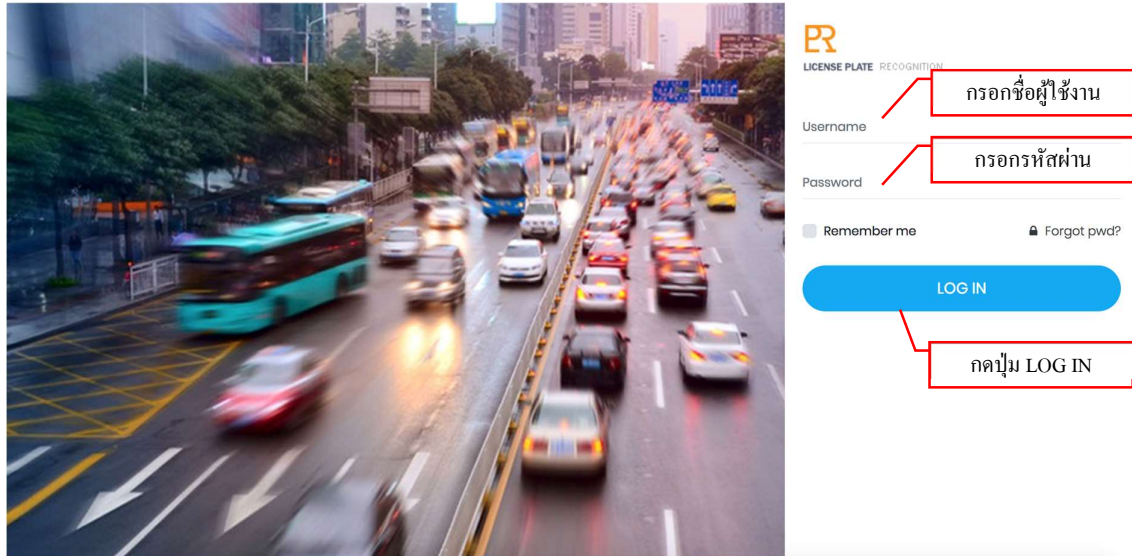 PR
LICENSE PLATE RECOGNITION
กรอกชื่อผู้ใช้งาน
Username
กรอกรหัสผ่าน
Password
Remember me
Forgot pwd?
LOG IN
กดปุ่ม LOG IN